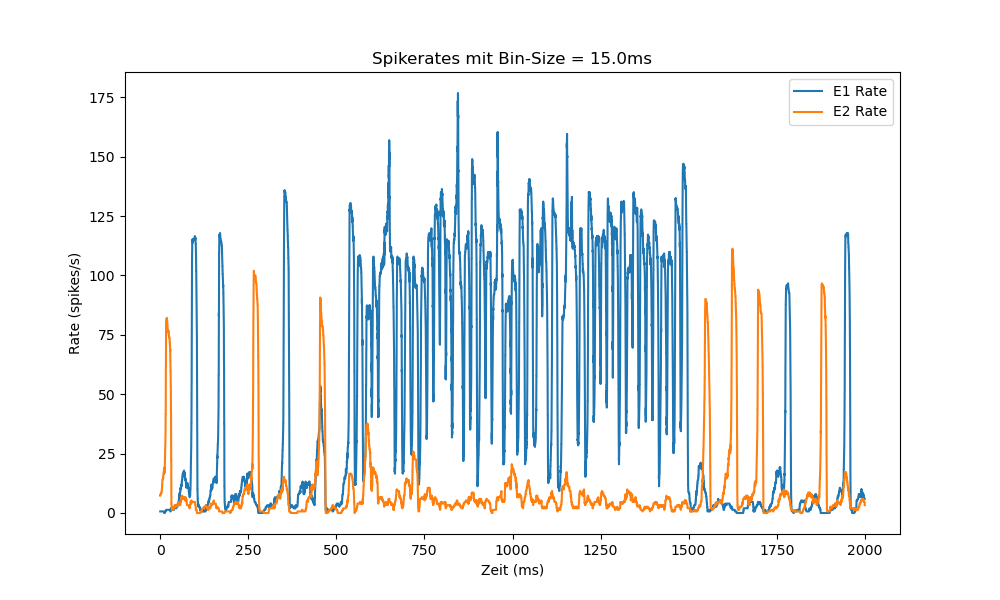 Spikerates mit Bin-Size = 15.0ms
E1 Rate
E2 Rate
175
150
125
100
75
50
25
0
Rate (spikes/s)
0 250 500 750 1000 1250 1500 1750 2000
Zeit (ms)